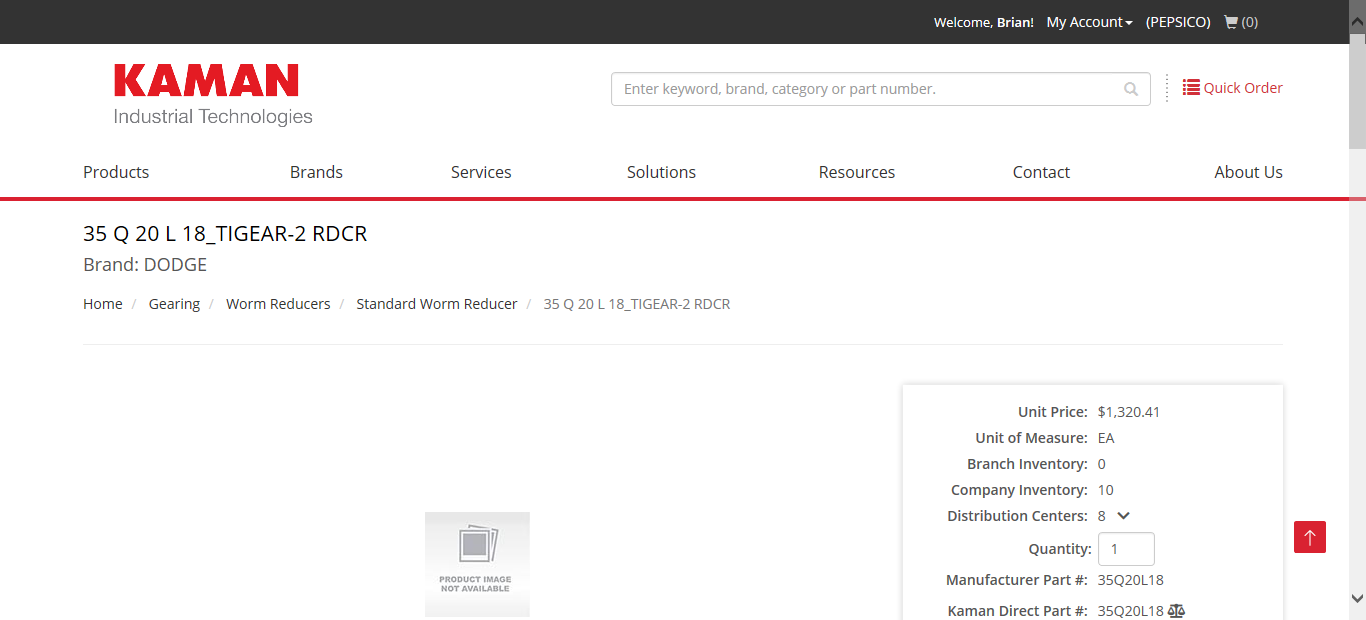 Welcome, Brian! My Account (PEPSICO) (0)
KAMAN
Industrial Technologies
Enter keyword, brand, category or part number.
Quick Order
Products Brands Services Solutions Resources Contact About Us
35 Q 20 L 18_TIGEAR-2 RDCR
Brand: DODGE
Home / Gearing / Worm Reducers / Standard Worm Reducer / 35 Q 20 L 18_TIGEAR-2 RDCR
PRODUCT IMAGE
NOT AVAILABLE
Unit Price: $1,320.41
Unit of Measure: EA
Branch Inventory: 0
Company Inventory: 10
Distribution Centers: 8
Quantity: 1
Manufacturer Part #: 35Q20L18
Kaman Direct Part #: 35Q20L18